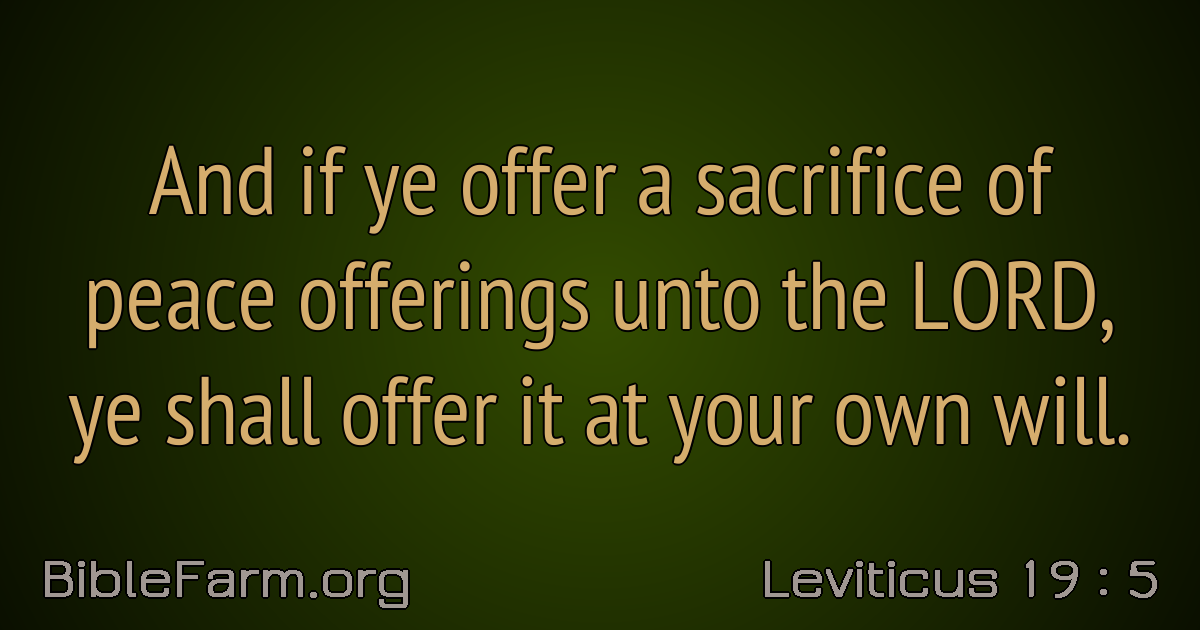 And if ye offer a sacrifice of
peace offerings unto the LORD,
ye shall offer it at your own will.
BibleFarm.org
Leviticus 19 : 5